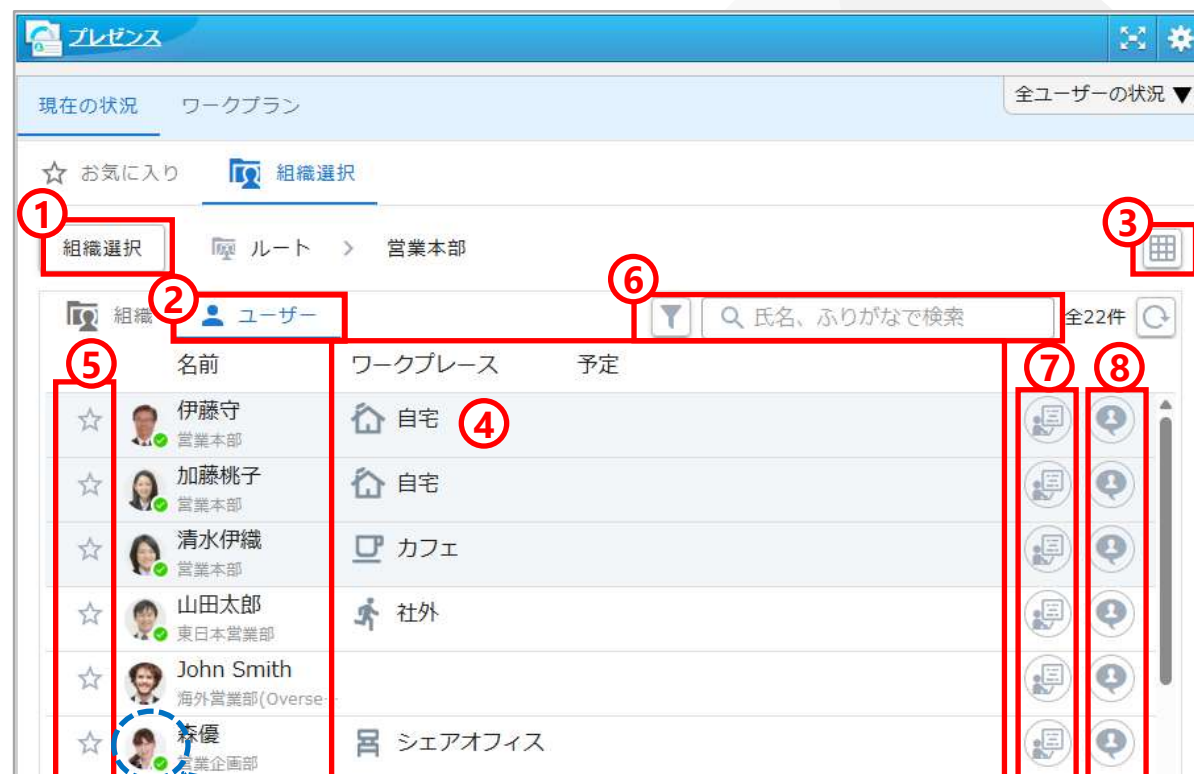 プレゼンス
現在の状況 ワークプラン 全ユーザーの状況 ▼
お気に入り 組織選択
①
組織選択 ルート > 営業本部 ③
⑥
組織 ② ユーザー 氏名、ふりがなで検索 全22件
⑤ 名前 ワークプレース 予定 ⑦ ⑧
伊藤守 自宅 ④
営業本部
加藤桃子 自宅
営業本部
清水伊織 カフェ
営業本部
山田太郎 社外
東日本営業部
John Smith
海外営業部(Overse…
森優 シェアオフィス
営業企画部